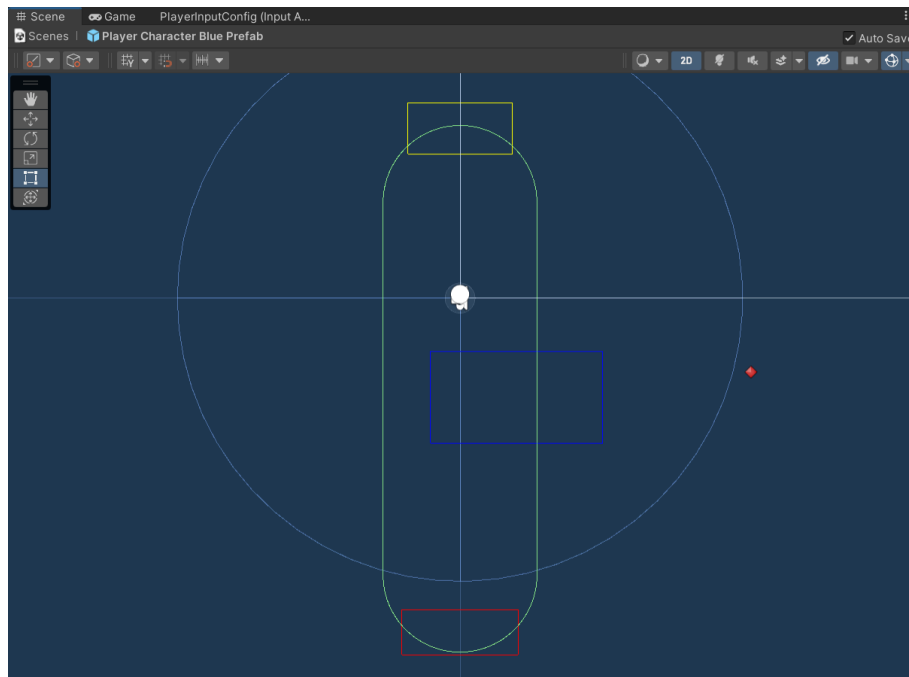 Scene Game PlayerInputConfig (Input A...
Scenes | Player Character Blue Prefab Auto Save
2D